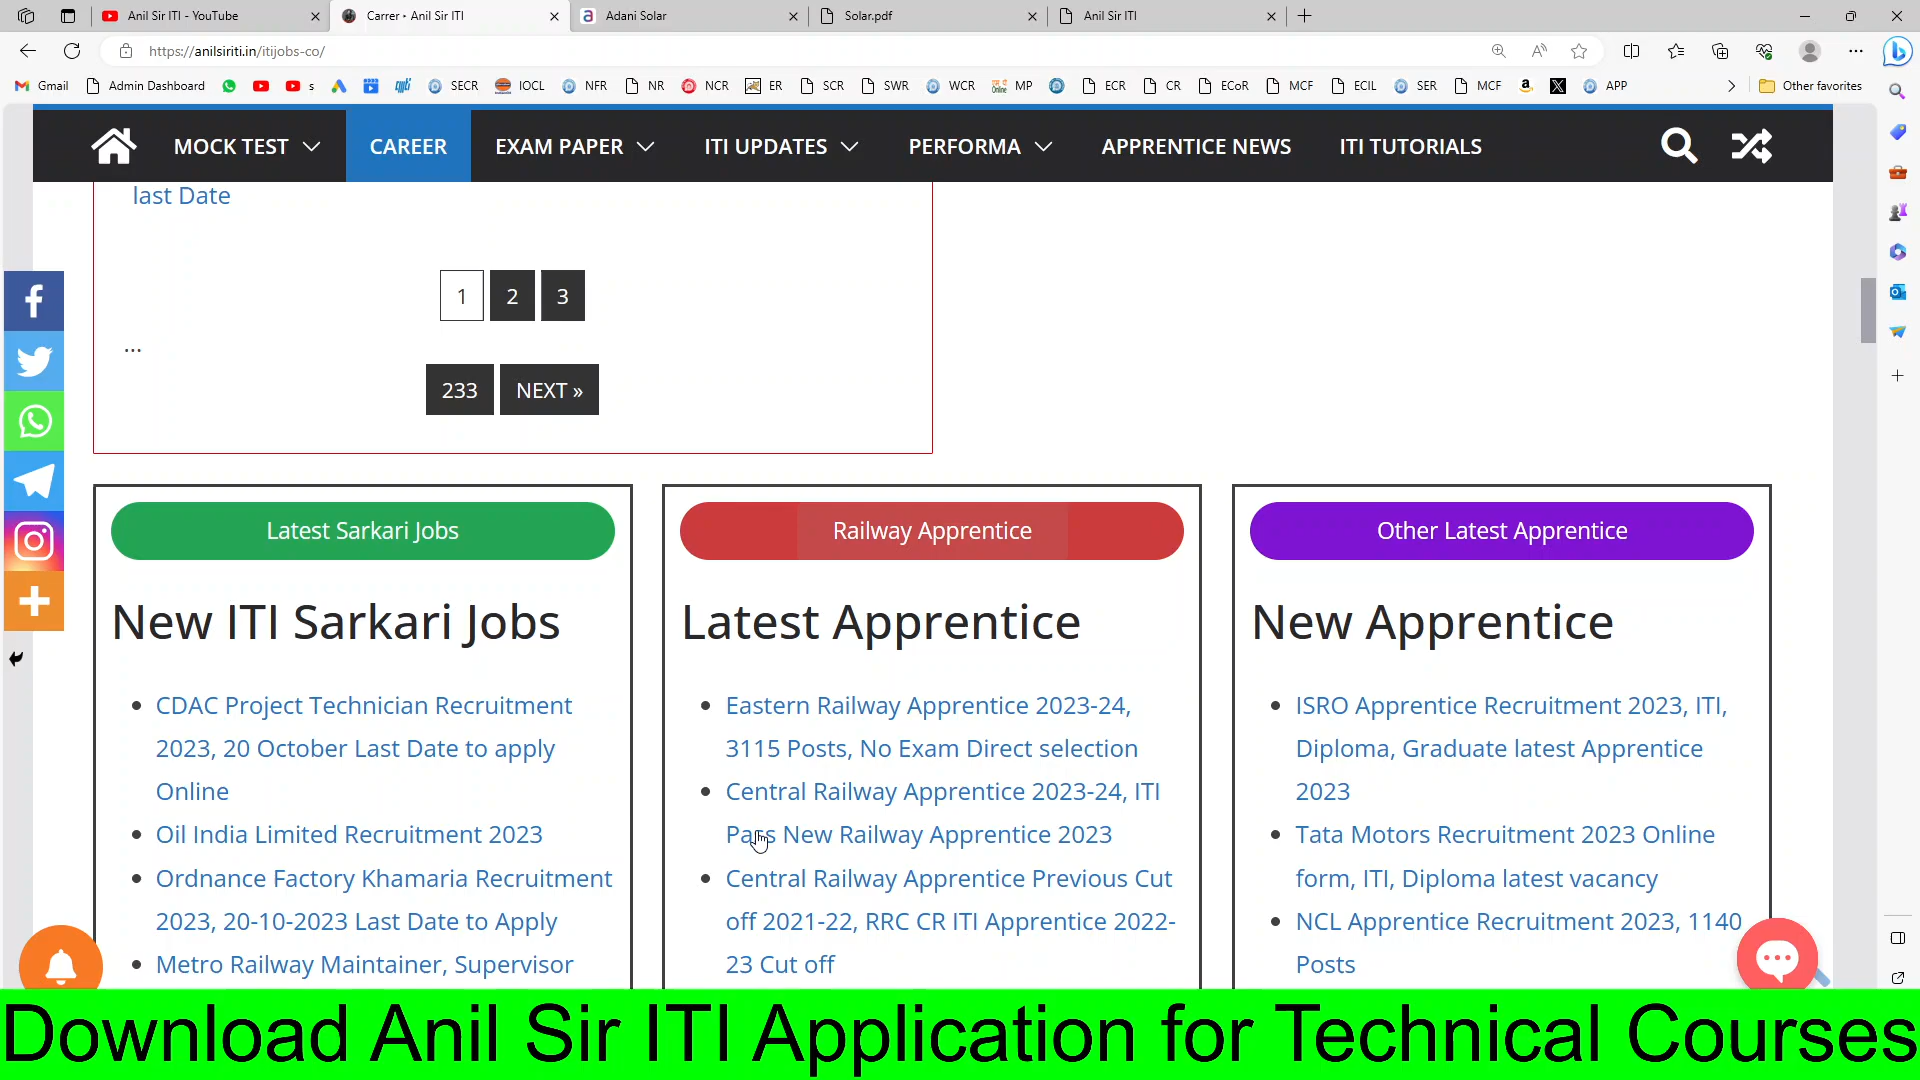 Anil Sir ITI - YouTube
Carrer • Anil Sir ITI
Adani Solar
Solar.pdf
Anil Sir ITI
https://anilsiriti.in/itijobs-co/
Gmail
Admin Dashboard
s
SECR
IOCL
NFR
NR
NCR
ER
SCR
SWR
WCR
MP
ECR
CR
ECoR
MCF
ECIL
SER
MCF
APP
Other favorites
MOCK TEST
CAREER
EXAM PAPER
ITI UPDATES
PERFORMA
APPRENTICE NEWS
ITI TUTORIALS
last Date
1 2 3
...
233 NEXT »
Latest Sarkari Jobs
New ITI Sarkari Jobs
CDAC Project Technician Recruitment
2023, 20 October Last Date to apply
Online
Oil India Limited Recruitment 2023
Ordnance Factory Khamaria Recruitment
2023, 20-10-2023 Last Date to Apply
Metro Railway Maintainer, Supervisor
Railway Apprentice
Latest Apprentice
Eastern Railway Apprentice 2023-24,
3115 Posts, No Exam Direct selection
Central Railway Apprentice 2023-24, ITI
Pass New Railway Apprentice 2023
Central Railway Apprentice Previous Cut
off 2021-22, RRC CR ITI Apprentice 2022-
23 Cut off
Other Latest Apprentice
New Apprentice
ISRO Apprentice Recruitment 2023, ITI,
Diploma, Graduate latest Apprentice
2023
Tata Motors Recruitment 2023 Online
form, ITI, Diploma latest vacancy
NCL Apprentice Recruitment 2023, 1140
Posts
Download Anil Sir ITI Application for Technical Courses